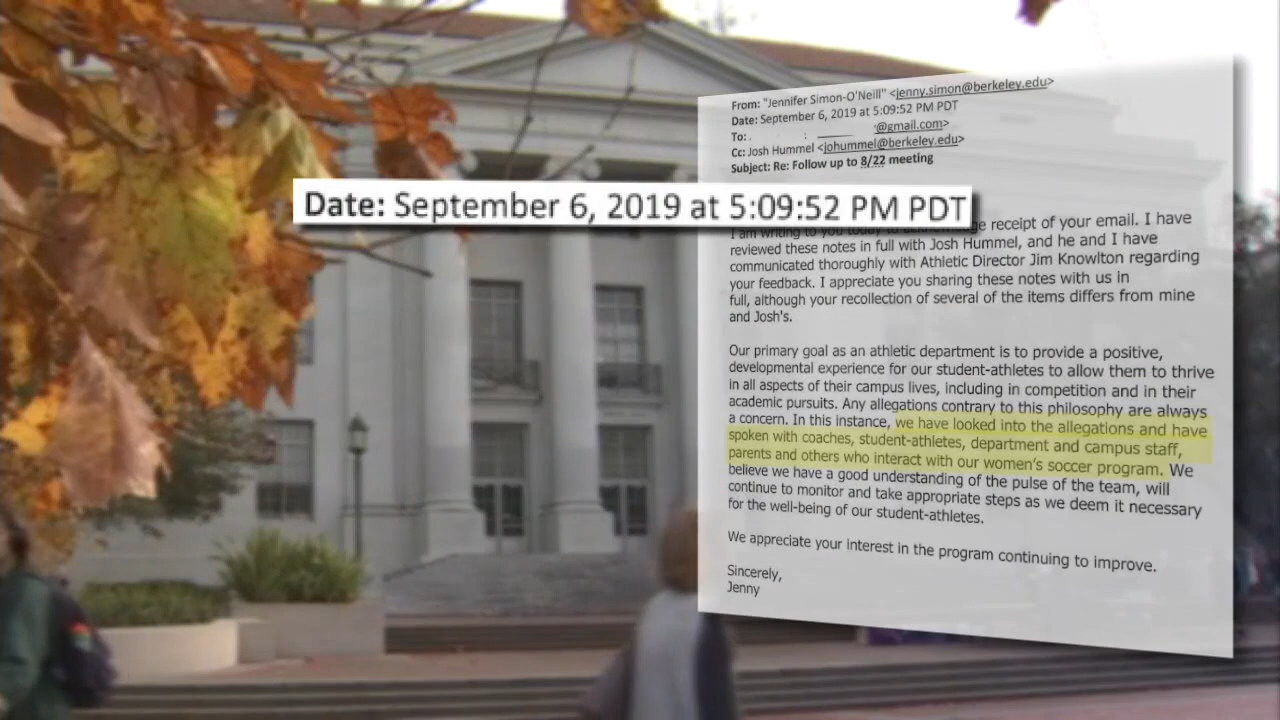 From: "Jennifer Simon-O'Neill" <jenny.simon@berkeley.edu>
Date: September 6, 2019 at 5:09:52 PM PDT
To: @gmail.com>
Cc: Josh Hummel <johummel@berkeley.edu>
Subject: Re: Follow up to 8/22 meeting
Date: September 6, 2019 at 5:09:52 PM PDT
I am writing to you today to acknowledge receipt of your email. I have
reviewed these notes in full with Josh Hummel, and he and I have
communicated thoroughly with Athletic Director Jim Knowlton regarding
your feedback. I appreciate you sharing these notes with us in
full, although your recollection of several of the items differs from mine
and Josh's.
Our primary goal as an athletic department is to provide a positive,
developmental experience for our student-athletes to allow them to thrive
in all aspects of their campus lives, including in competition and in their
academic pursuits. Any allegations contrary to this philosophy are always
a concern. In this instance, we have looked into the allegations and have
spoken with coaches, student-athletes, department and campus staff,
parents and others who interact with our women's soccer program. We
believe we have a good understanding of the pulse of the team, will
continue to monitor and take appropriate steps as we deem it necessary
for the well-being of our student-athletes.
We appreciate your interest in the program continuing to improve.
Sincerely,
Jenny